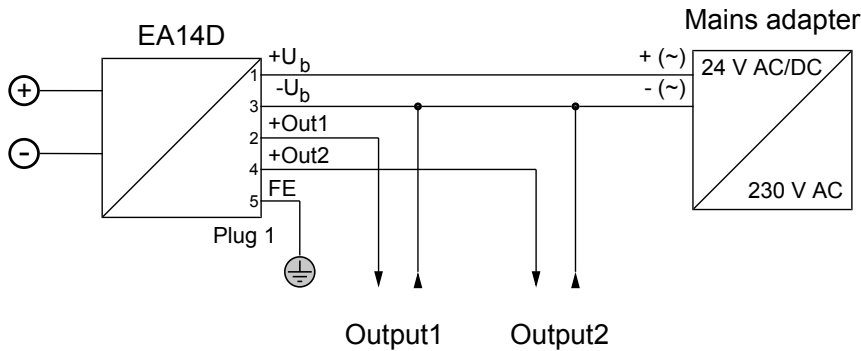 Mains adapter
EA14D
+Ub
+ (~)
24 V AC/DC
1
-Ub
- (~)
+
3
+Out1
2
-
+Out2
4
FE
230 V AC
5
Plug 1
Output1
Output2